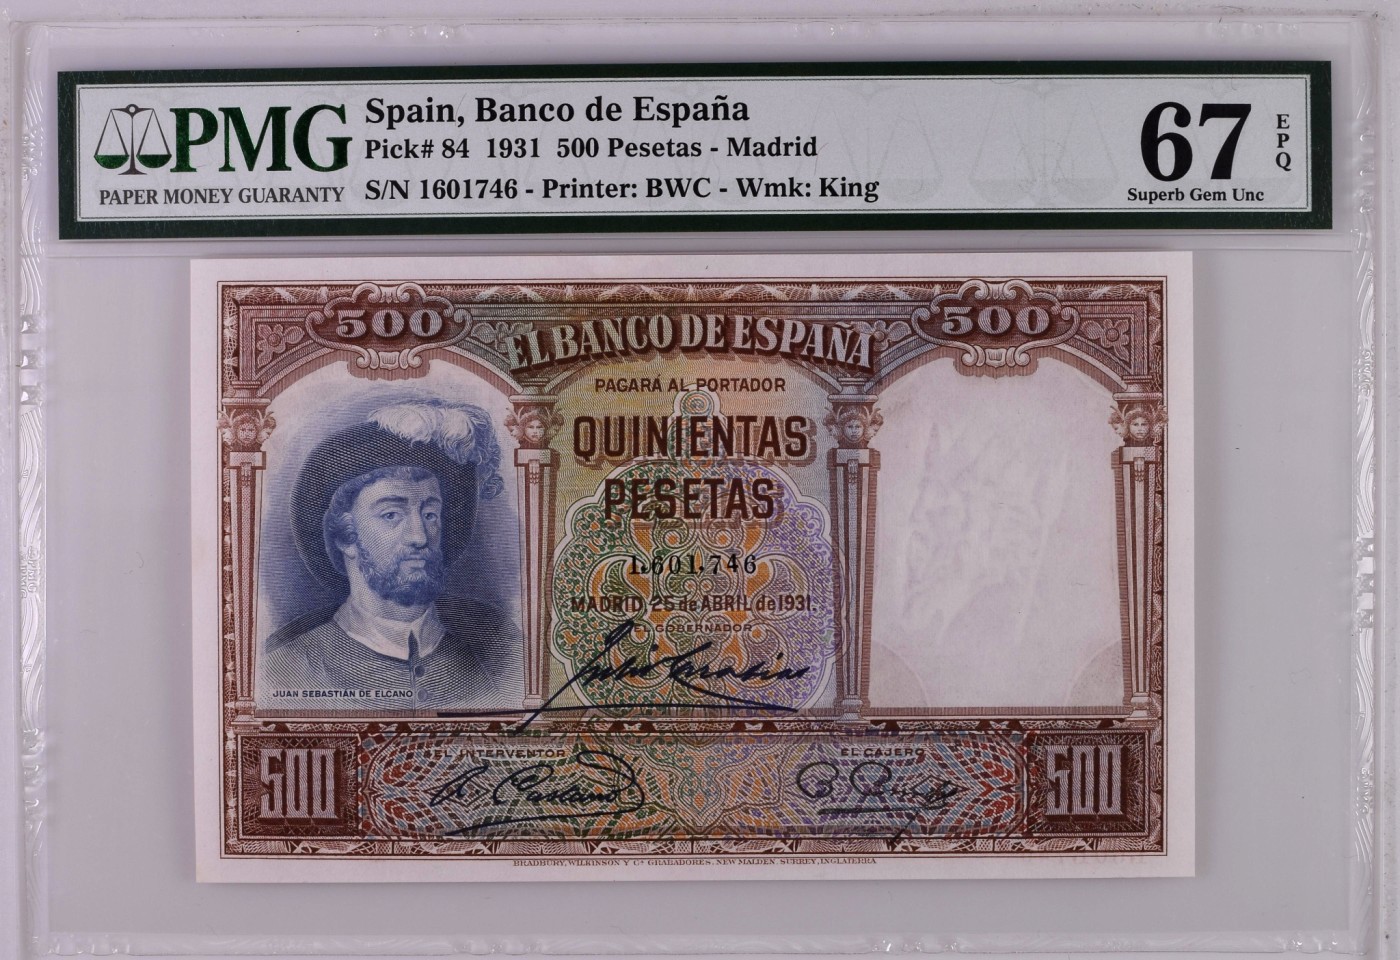 PMG
PAPER MONEY GUARANTY
Spain, Banco de España
Pick# 84 1931 500 Pesetas - Madrid
S/N 1601746 - Printer: BWC - Wmk: King
67
EPQ
Superb Gem Unc
500
500
EL BANCO DE ESPAÑA
PAGARÁ AL PORTADOR
QUINIENTAS
PESETAS
1,601,746
MADRID, 25 de ABRIL de 1931.
EL GOBERNADOR
JUAN SEBASTIÁN DE ELCANO
EL INTERVENTOR
EL CAJERO
500
500
BRADBURY, WILKINSON Y Cª GRABADORES. NEW MALDEN, SURREY, INGLATERRA